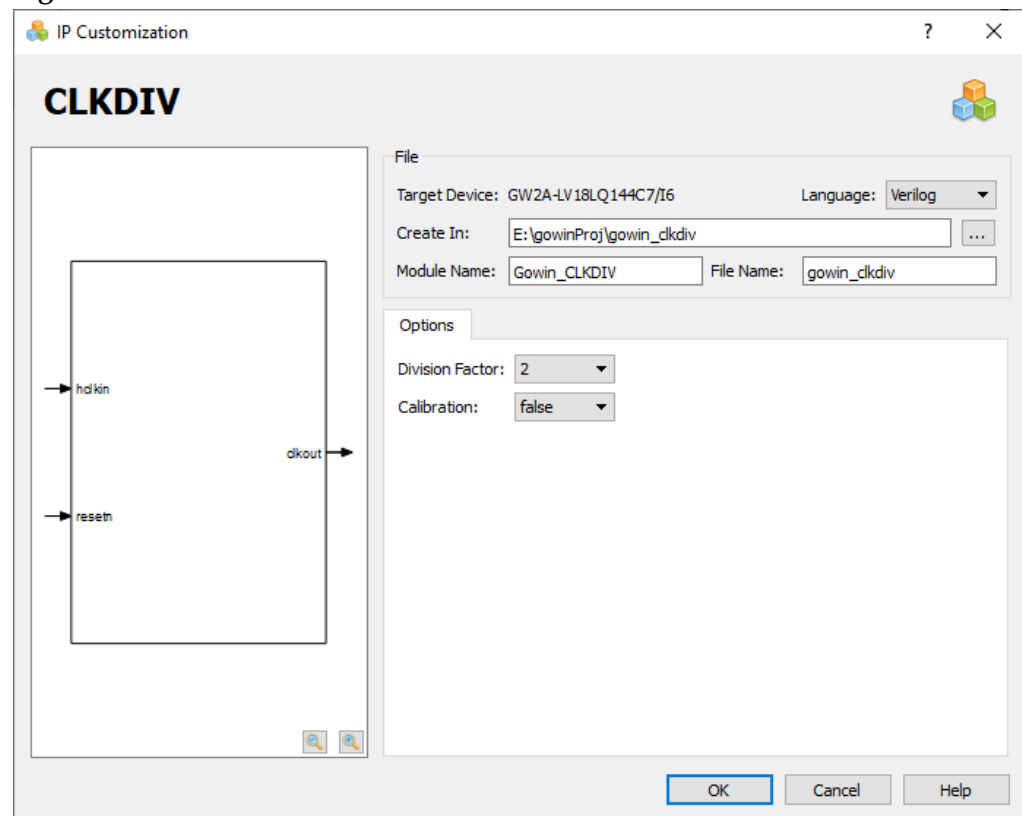 IP Customization
?
CLKDIV
File
Target Device: GW2A-LV18LQ144C7/I6 Language: Verilog
Create In: E:\gowinProj\gowin_clkdiv ...
Module Name: Gowin_CLKDIV File Name: gowin_clkdiv
Options
Division Factor: 2
Calibration: false
hclkin
clkout
resetn
OK Cancel Help